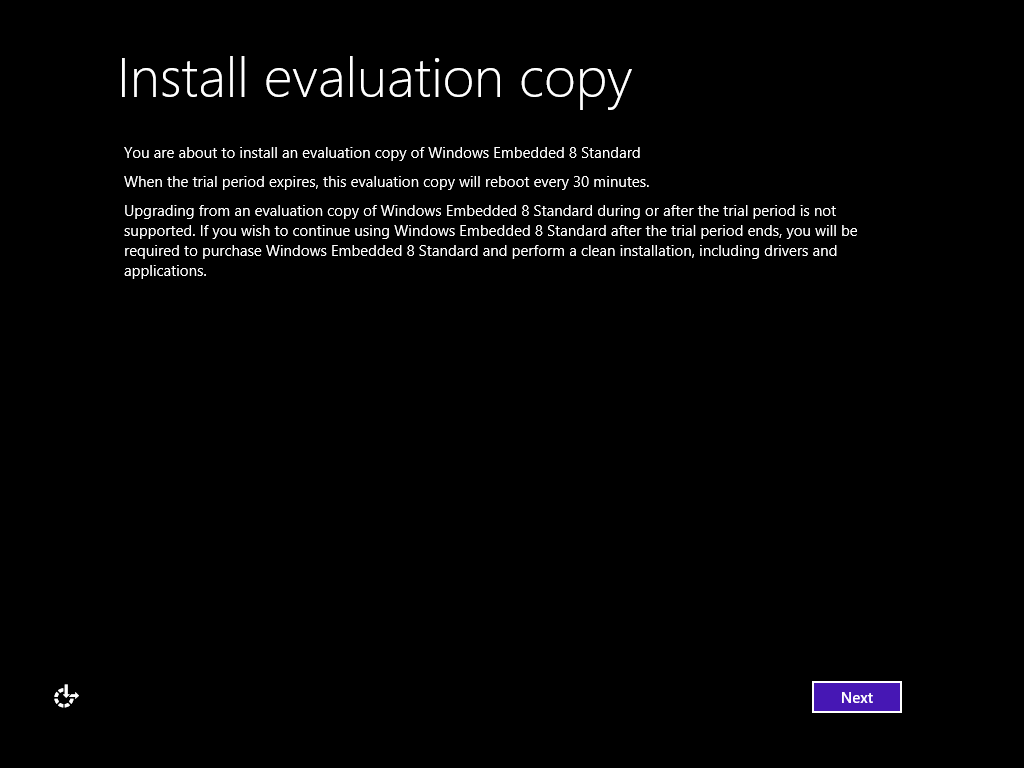 Install evaluation copy
You are about to install an evaluation copy of Windows Embedded 8 Standard
When the trial period expires, this evaluation copy will reboot every 30 minutes.
Upgrading from an evaluation copy of Windows Embedded 8 Standard during or after the trial period is not
supported. If you wish to continue using Windows Embedded 8 Standard after the trial period ends, you will be
required to purchase Windows Embedded 8 Standard and perform a clean installation, including drivers and
applications.
Next